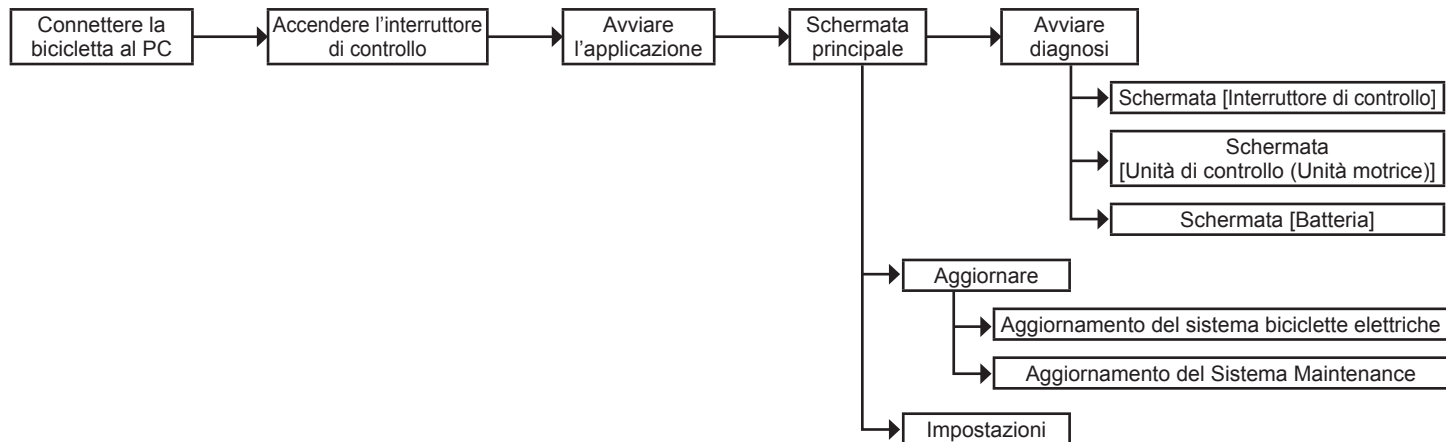 Connettere la
bicicletta al PC
Accendere l’interruttore
di controllo
Avviare
l’applicazione
Schermata
principale
Avviare
diagnosi
Schermata [Interruttore di controllo]
Schermata
[Unità di controllo (Unità motrice)]
Schermata [Batteria]
Aggiornare
Aggiornamento del sistema biciclette elettriche
Aggiornamento del Sistema Maintenance
Impostazioni